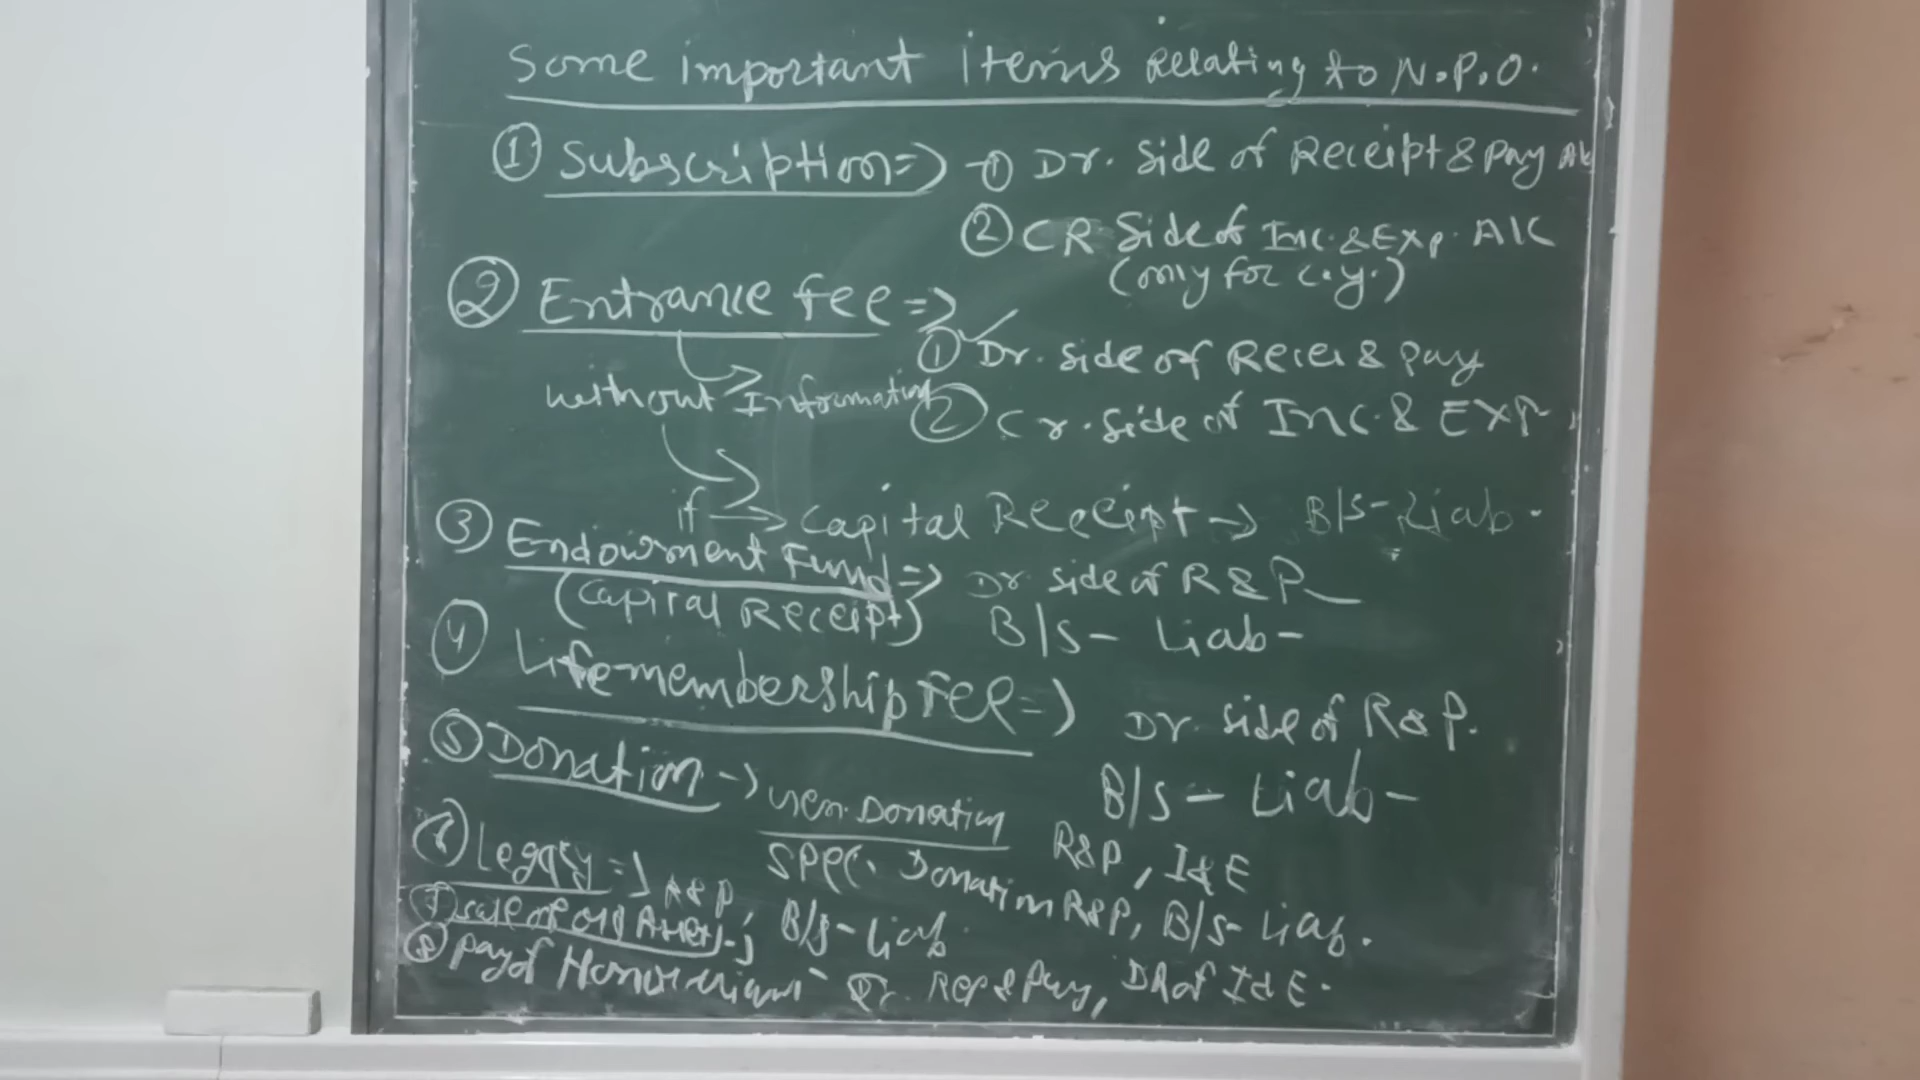 Some important items Relating to N.P.O.
① Subscription => ① Dr. Side of Receipt & Pay A/c
② CR. Side of Inc. & Exp. A/C
(only for c.y.)
② Entrance fee =>
① Dr. side of Recei & pay
without Information
② Cr. side of Inc. & EXP.
if → Capital Receipt → B/S - Liab.
③ Endowment Fund => Dr side of R & P
(Capital Receipt) B/S - Liab -
④ Life membership Fee => Dr. side of R & P.
B/S - Liab -
⑤ Donation -> Gen. Donation R&P, I & E
Spec. Donation R&P, B/S - Liab.
⑥ Legacy => R&P, B/S - Liab.
⑦ sale of old Asset
⑧ pay of Honorarium Rep & Pay, DR of I & E.